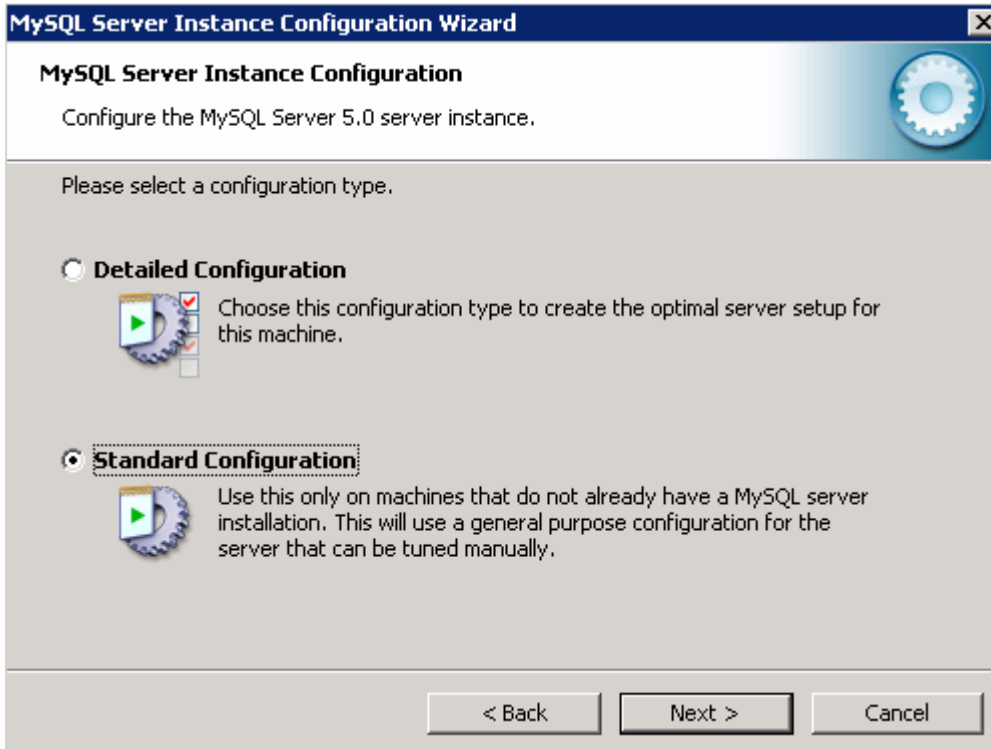 MySQL Server Instance Configuration Wizard
MySQL Server Instance Configuration
Configure the MySQL Server 5.0 server instance.
Please select a configuration type.
Detailed Configuration
Choose this configuration type to create the optimal server setup for
this machine.
Standard Configuration
Use this only on machines that do not already have a MySQL server
installation. This will use a general purpose configuration for the
server that can be tuned manually.
< Back Next > Cancel